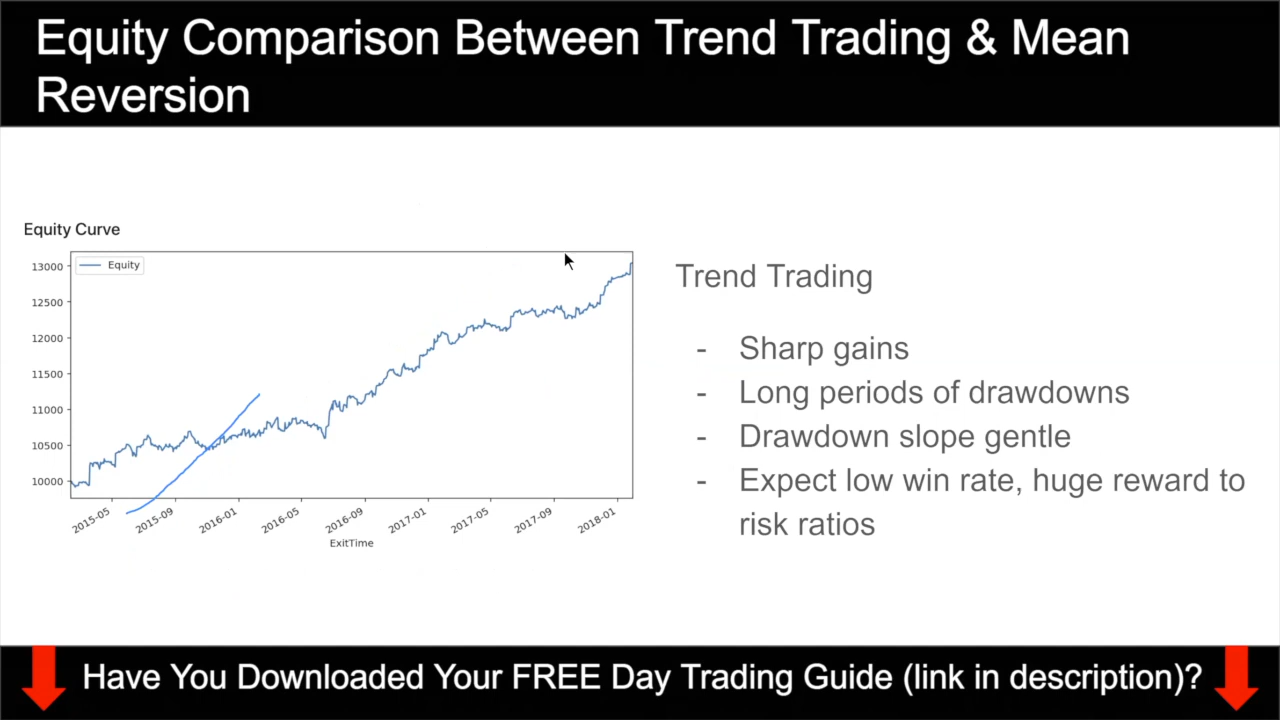 Equity Comparison Between Trend Trading & Mean
Reversion
Equity Curve
Equity
13000
12500
12000
11500
11000
10500
10000
2015-05
2015-09
2016-01
2016-05
2016-09
2017-01
2017-05
2017-09
2018-01
ExitTime
Trend Trading
- Sharp gains
- Long periods of drawdowns
- Drawdown slope gentle
- Expect low win rate, huge reward to
risk ratios
Have You Downloaded Your FREE Day Trading Guide (link in description)?